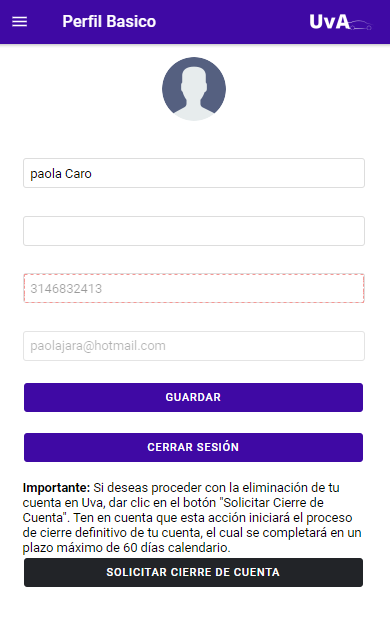 Perfil Basico
UvA
paola Caro
3146832413
paolajara@hotmail.com
GUARDAR
CERRAR SESIÓN
Importante: Si deseas proceder con la eliminación de tu
cuenta en Uva, dar clic en el botón "Solicitar Cierre de
Cuenta". Ten en cuenta que esta acción iniciará el proceso
de cierre definitivo de tu cuenta, el cual se completará en un
plazo máximo de 60 días calendario.
SOLICITAR CIERRE DE CUENTA